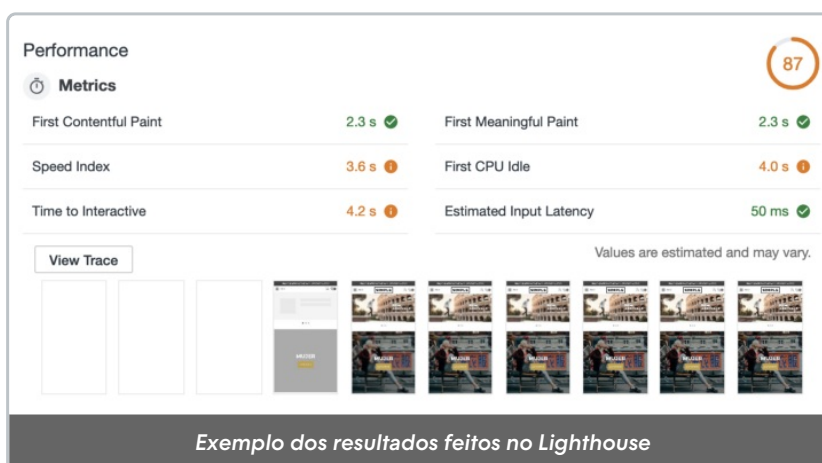 Performance
87
Metrics
First Contentful Paint 2.3 s
First Meaningful Paint 2.3 s
Speed Index 3.6 s
First CPU Idle 4.0 s
Time to Interactive 4.2 s
Estimated Input Latency 50 ms
View Trace
Values are estimated and may vary.
Exemplo dos resultados feitos no Lighthouse